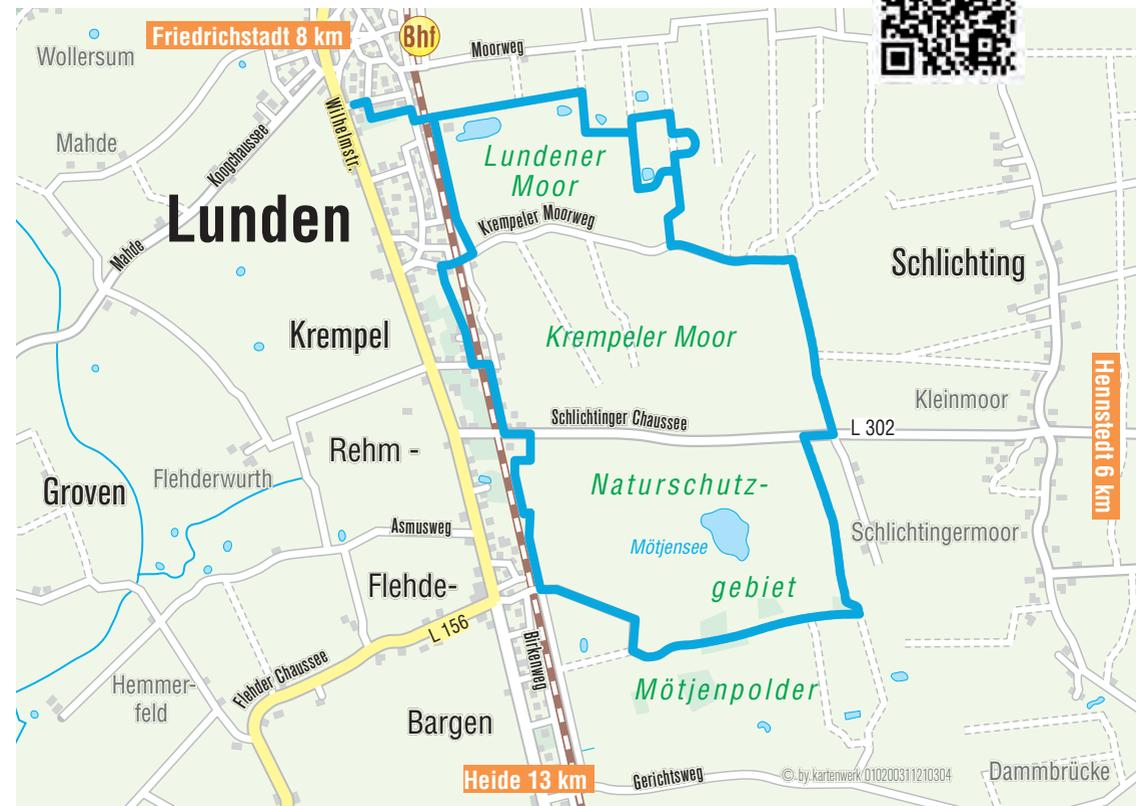 Friedrichstadt 8 km
Bhf
Moorweg
Wollersum
Wilhelmstr.
Mahde
Koogchaussee
Lundener
Moor
Lunden
Krempeler Moorweg
Mahde
Schlichting
Krempel
Krempeler Moor
Hennstedt 6 km
Kleinmoor
Schlichtinger Chaussee
L 302
Rehm -
Flehderwurth
Groven
Naturschutz-
Asmusweg
Mötjensee
Schlichtingermoor
Flehde-
gebiet
L 156
Birkenweg
Flehder Chaussee
Hemmer-
feld
Mötjenpolder
Bargen
Heide 13 km
Gerichtsweg
© by kartenwerk 010200311210304
Dammbrücke